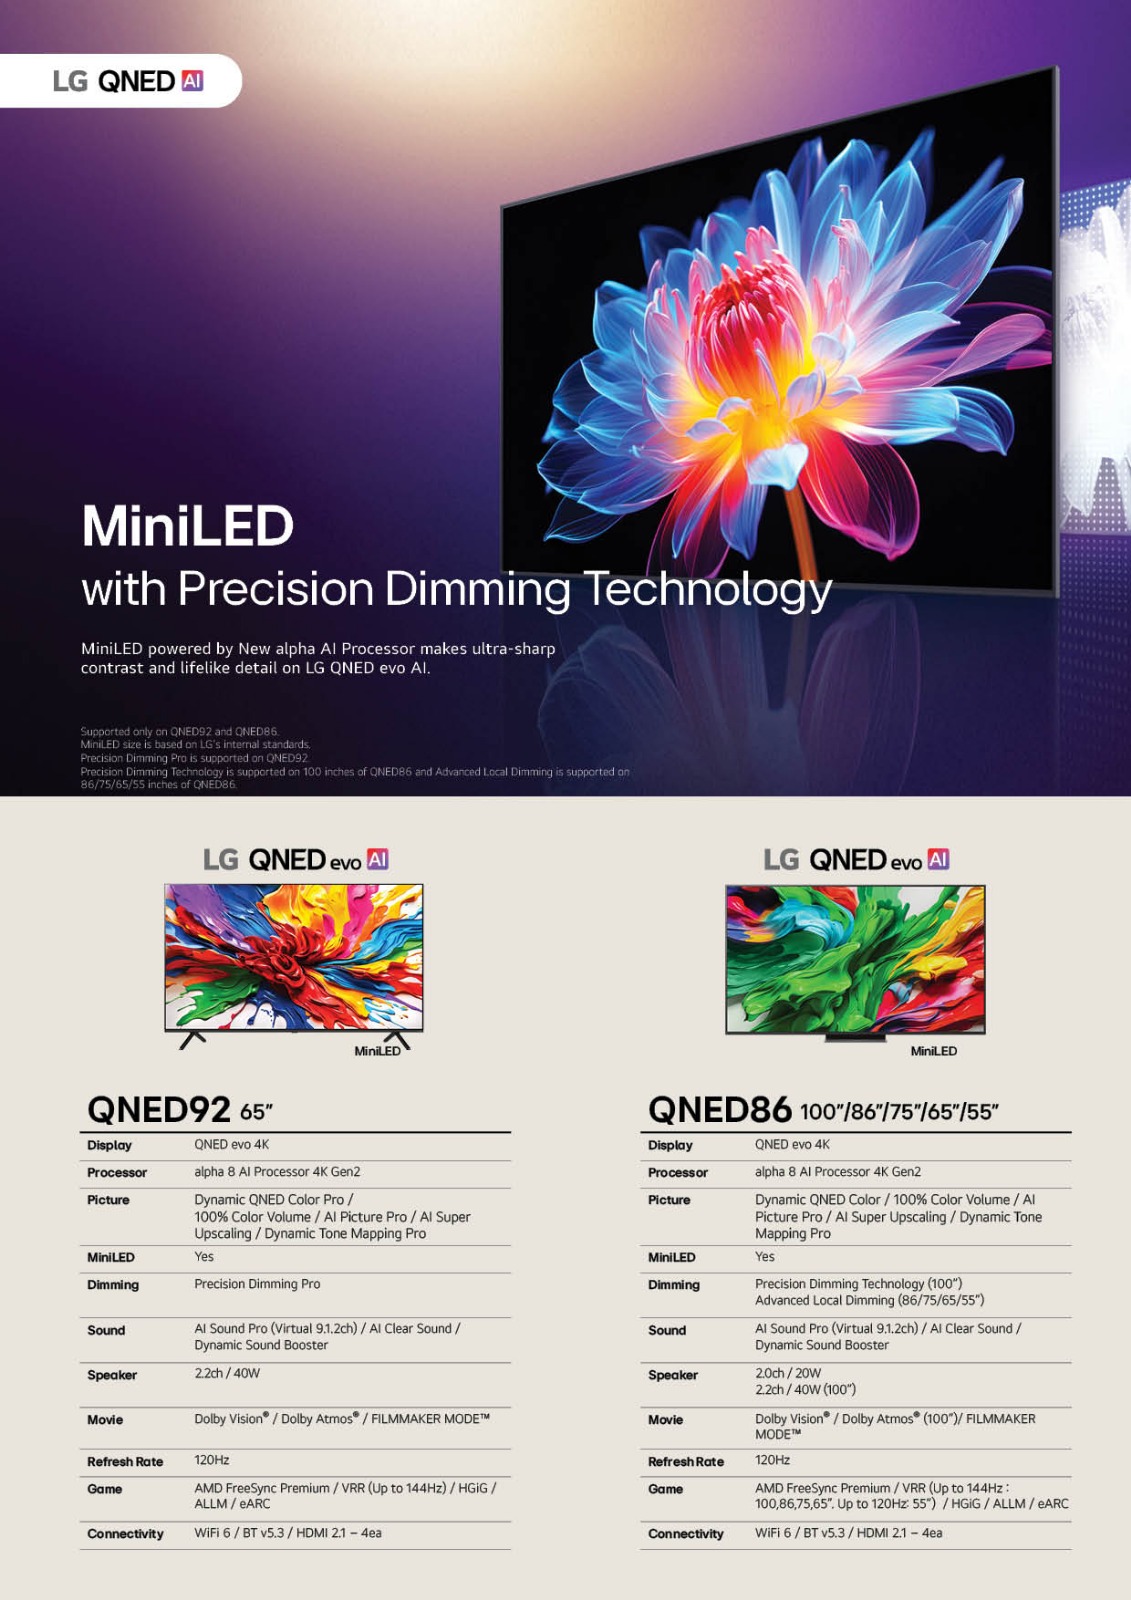 LG QNED AI
MiniLED
with Precision Dimming Technology
MiniLED powered by New alpha AI Processor makes ultra-sharp
contrast and lifelike detail on LG QNED evo AI.
Supported only on QNED92 and QNED86.
MiniLED size is based on LG's internal standards.
Precision Dimming Pro is supported on QNED92.
Precision Dimming Technology is supported on 100 inches of QNED86 and Advanced Local Dimming is supported on
86/75/65/55 inches of QNED86.
LG QNED evo AI
MiniLED
QNED92 65"
Display QNED evo 4K
Processor alpha 8 AI Processor 4K Gen2
Picture Dynamic QNED Color Pro /
100% Color Volume / AI Picture Pro / AI Super
Upscaling / Dynamic Tone Mapping Pro
MiniLED Yes
Dimming Precision Dimming Pro
Sound AI Sound Pro (Virtual 9.1.2ch) / AI Clear Sound /
Dynamic Sound Booster
Speaker 2.2ch / 40W
Movie Dolby Vision® / Dolby Atmos® / FILMMAKER MODE™
Refresh Rate 120Hz
Game AMD FreeSync Premium / VRR (Up to 144Hz) / HGiG /
ALLM / eARC
Connectivity WiFi 6 / BT v5.3 / HDMI 2.1 – 4ea
LG QNED evo AI
MiniLED
QNED86 100"/86"/75"/65"/55"
Display QNED evo 4K
Processor alpha 8 AI Processor 4K Gen2
Picture Dynamic QNED Color / 100% Color Volume / AI
Picture Pro / AI Super Upscaling / Dynamic Tone
Mapping Pro
MiniLED Yes
Dimming Precision Dimming Technology (100")
Advanced Local Dimming (86/75/65/55")
Sound AI Sound Pro (Virtual 9.1.2ch) / AI Clear Sound /
Dynamic Sound Booster
Speaker 2.0ch / 20W
2.2ch / 40W (100")
Movie Dolby Vision® / Dolby Atmos® (100")/ FILMMAKER
MODE™
Refresh Rate 120Hz
Game AMD FreeSync Premium / VRR (Up to 144Hz :
100,86,75,65". Up to 120Hz: 55") / HGiG / ALLM / eARC
Connectivity WiFi 6 / BT v5.3 / HDMI 2.1 – 4ea